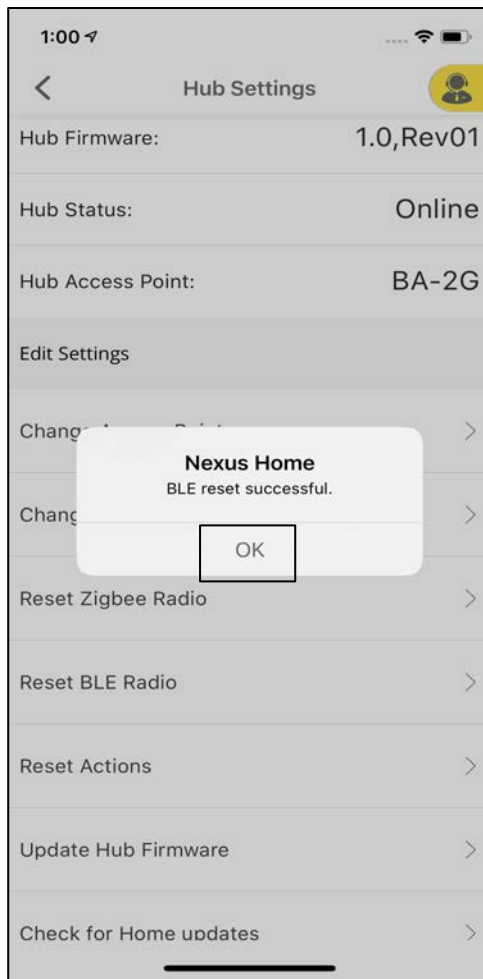 1:00
Hub Settings
Hub Firmware: 1.0,Rev01
Hub Status: Online
Hub Access Point: BA-2G
Edit Settings
Nexus Home
BLE reset successful.
OK
Reset Zigbee Radio
Reset BLE Radio
Reset Actions
Update Hub Firmware
Check for Home updates